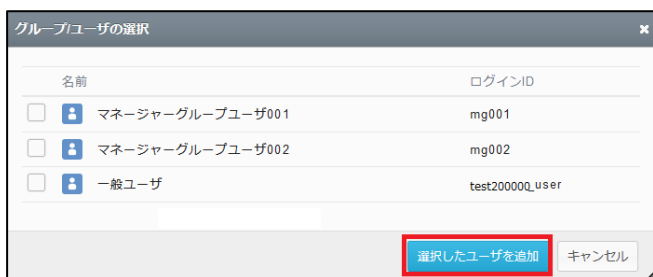 グループ/ユーザの選択 ×
名前 ログインID
マネージャーグループユーザ001 mg001
マネージャーグループユーザ002 mg002
一般ユーザ test200000_user
選択したユーザを追加 キャンセル